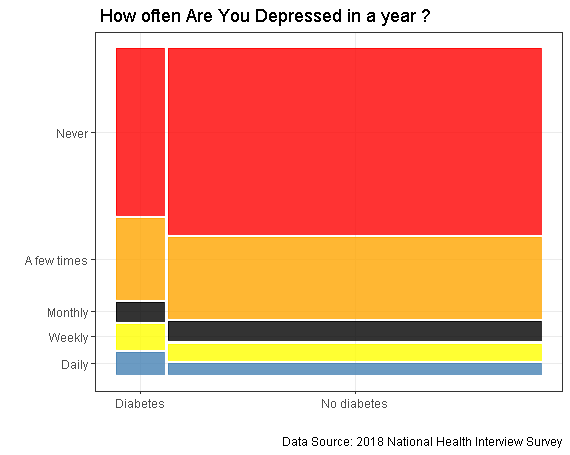 How often Are You Depressed in a year ?
Never
A few times
Monthly
Weekly
Daily
Diabetes
No diabetes
Data Source: 2018 National Health Interview Survey